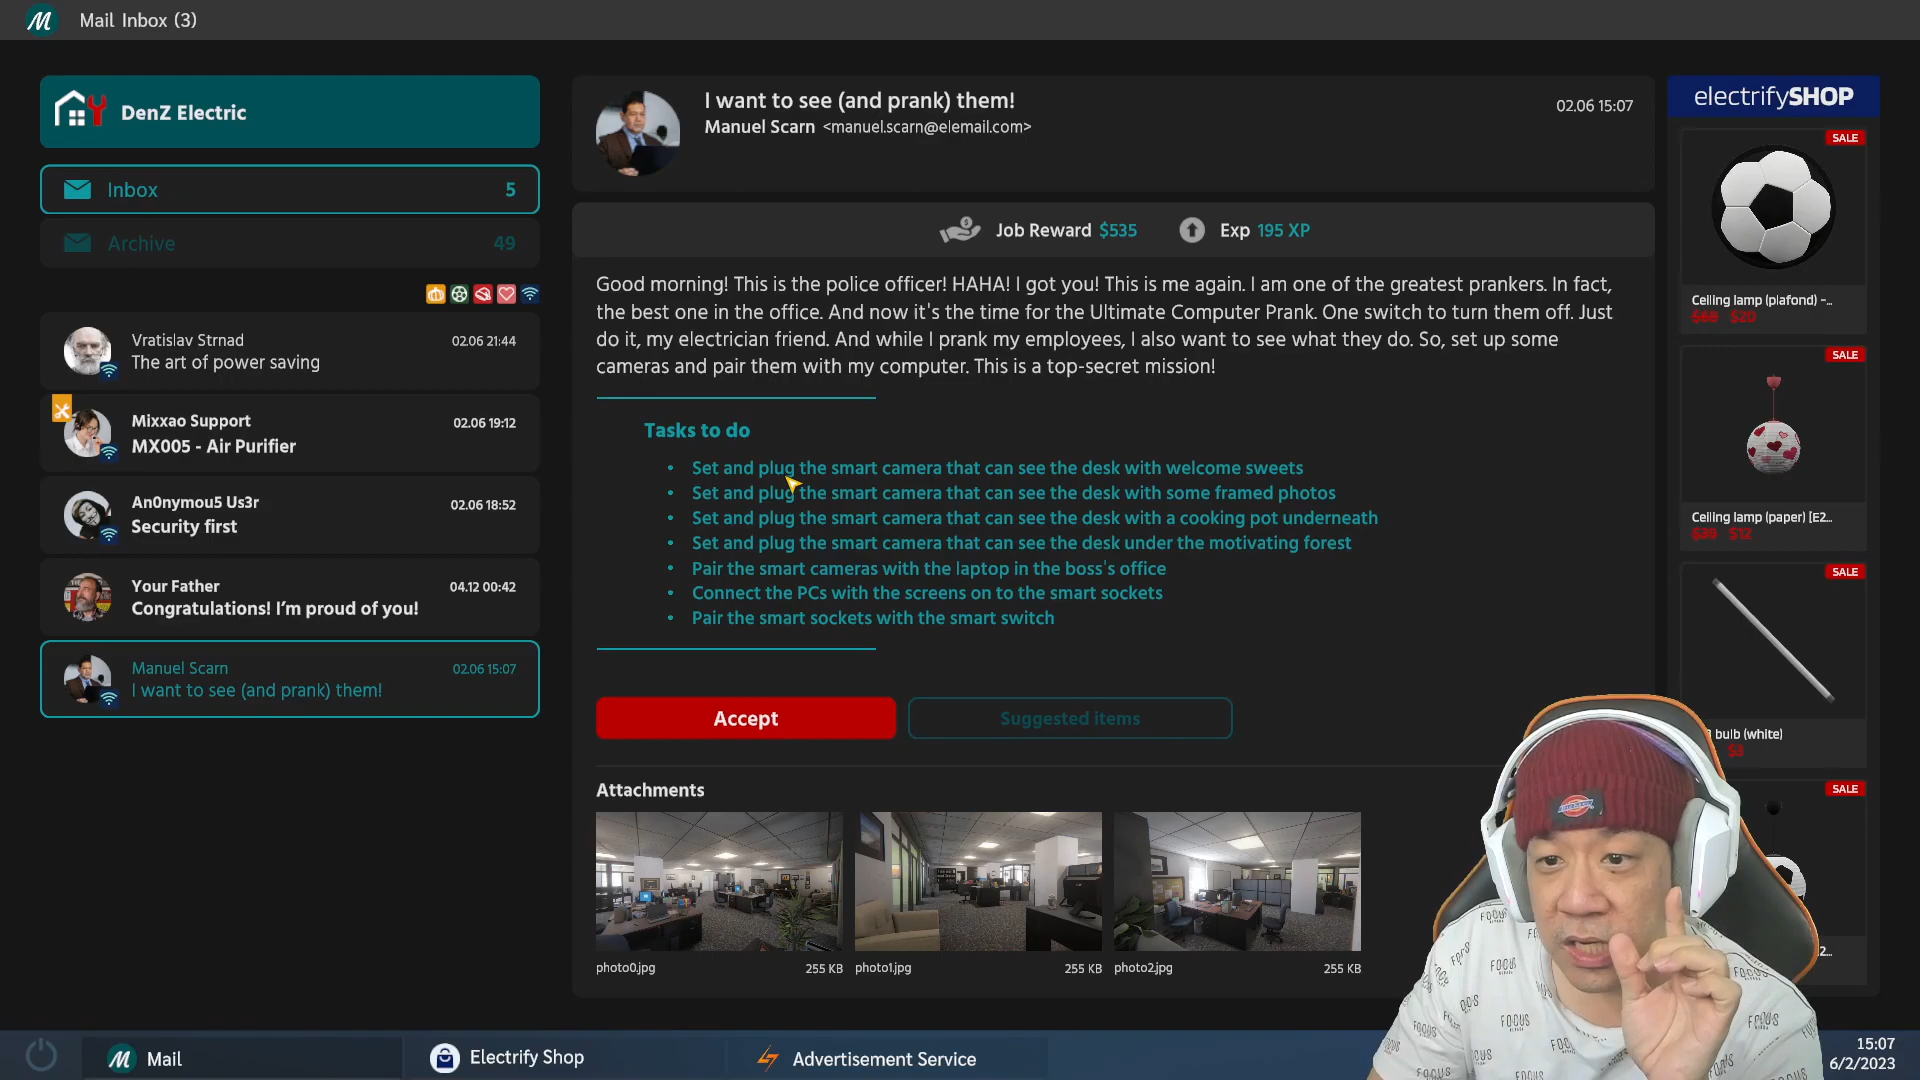 M Mail Inbox (3)
DenZ Electric
Inbox 5
Archive 49
Vratislav Strnad 02.06 21:44
The art of power saving
Mixxao Support 02.06 19:12
MX005 - Air Purifier
An0nymou5 Us3r 02.06 18:52
Security first
Your Father 04.12 00:42
Congratulations! I'm proud of you!
Manuel Scarn 02.06 15:07
I want to see (and prank) them!
I want to see (and prank) them!
Manuel Scarn <manuel.scarn@elemail.com>
02.06 15:07
Job Reward $535 Exp 195 XP
Good morning! This is the police officer! HAHA! I got you! This is me again. I am one of the greatest prankers. In fact,
the best one in the office. And now it's the time for the Ultimate Computer Prank. One switch to turn them off. Just
do it, my electrician friend. And while I prank my employees, I also want to see what they do. So, set up some
cameras and pair them with my computer. This is a top-secret mission!
Tasks to do
• Set and plug the smart camera that can see the desk with welcome sweets
• Set and plug the smart camera that can see the desk with some framed photos
• Set and plug the smart camera that can see the desk with a cooking pot underneath
• Set and plug the smart camera that can see the desk under the motivating forest
• Pair the smart cameras with the laptop in the boss's office
• Connect the PCs with the screens on to the smart sockets
• Pair the smart sockets with the smart switch
Accept
Suggested items
Attachments
photo0.jpg 255 KB
photo1.jpg 255 KB
photo2.jpg 255 KB
electrifySHOP
SALE
Ceiling lamp (plafond) -...
$68 $20
SALE
Ceiling lamp (paper) [E2...
$39 $12
SALE
bulb (white)
$3
SALE
2...
Dickies
FOCUS
FOCUS
FOCUS
FOCUS
M Mail
Electrify Shop
Advertisement Service
15:07
6/2/2023